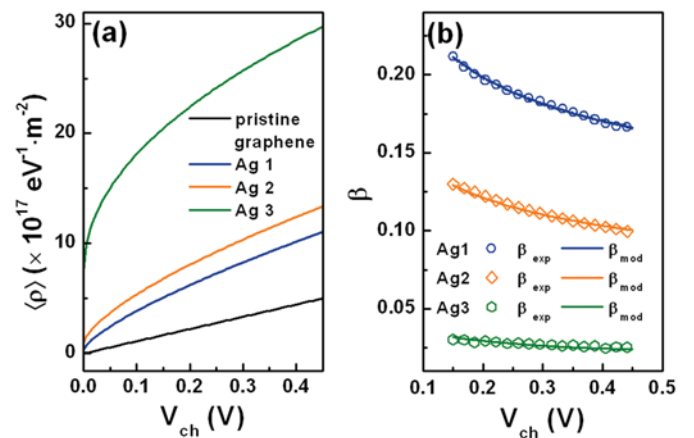 (a)
30
20
10
0
⟨ρ⟩ (× 10¹⁷ eV⁻¹·m⁻²)
pristine
graphene
Ag 1
Ag 2
Ag 3
0.0 0.1 0.2 0.3 0.4
V_ch (V)
(b)
0.20
0.15
0.10
0.05
β
Ag1 β_exp β_mod
Ag2 β_exp β_mod
Ag3 β_exp β_mod
0.1 0.2 0.3 0.4 0.5
V_ch (V)